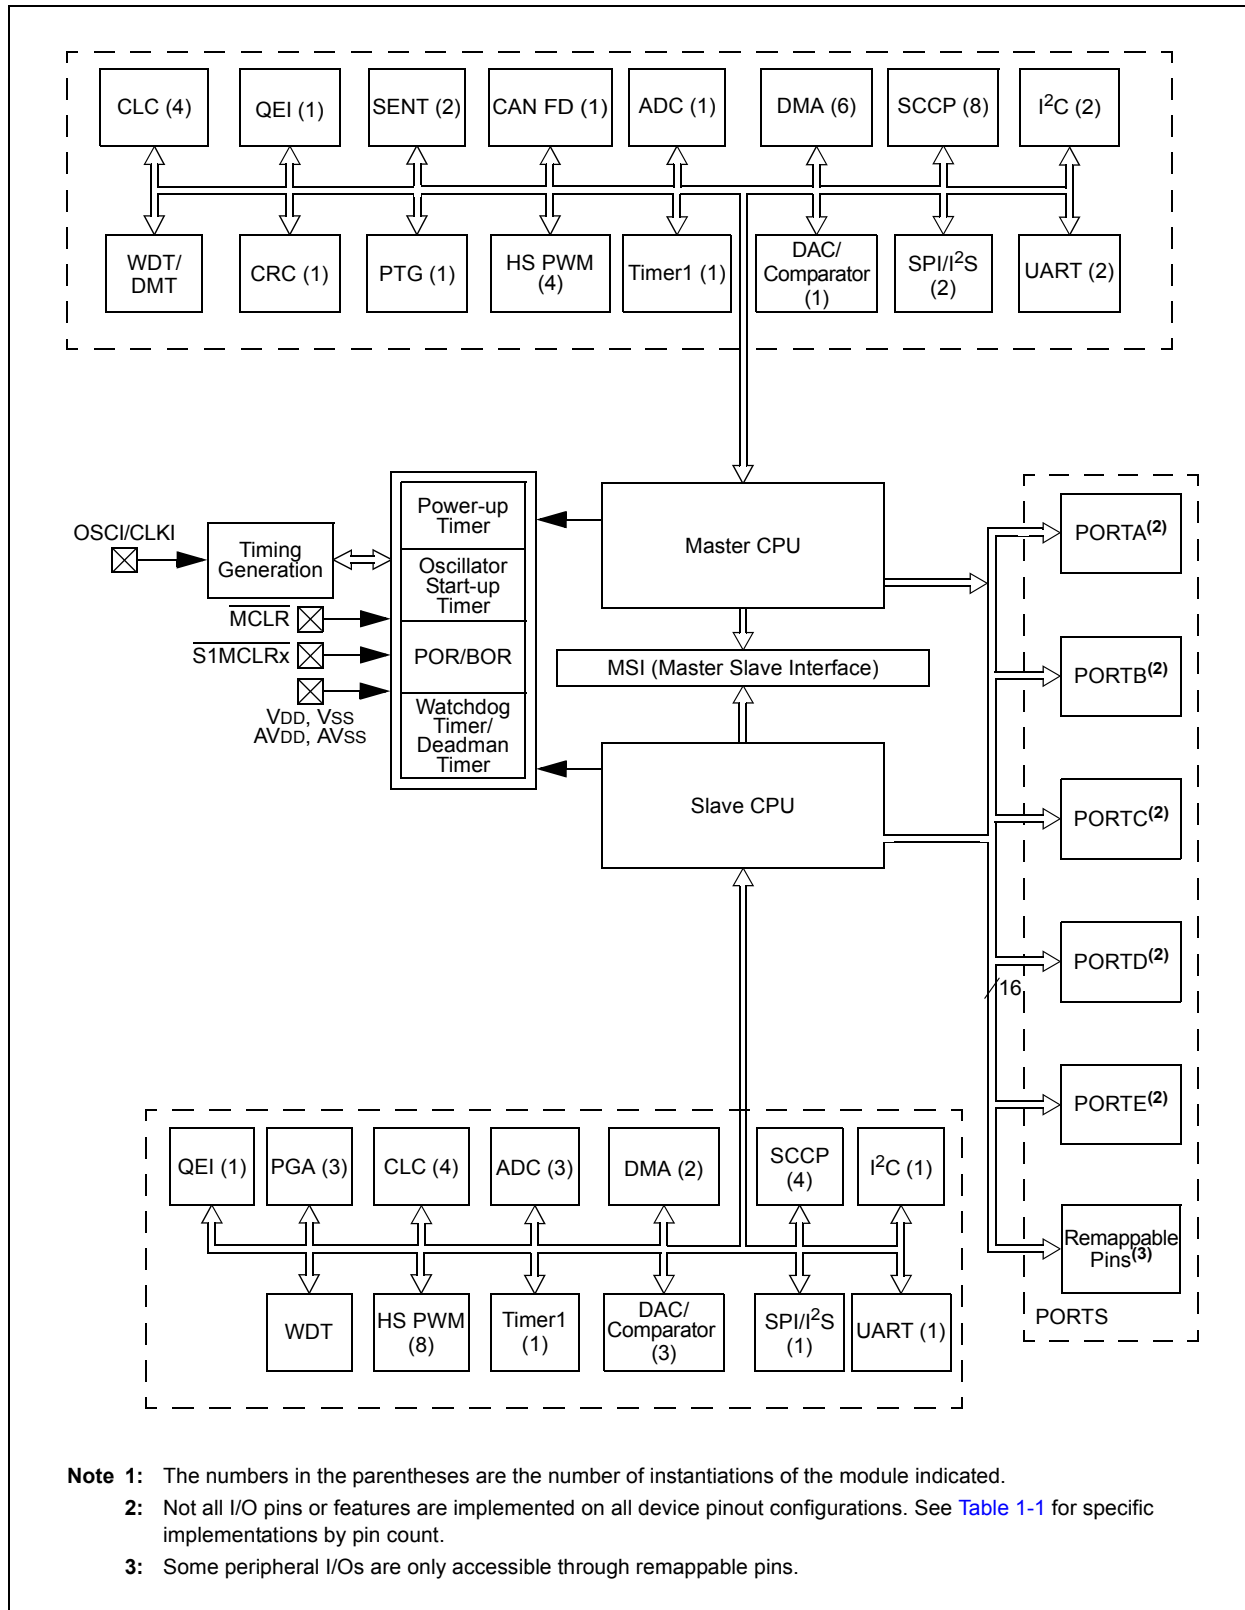 CLC (4)
QEI (1)
SENT (2)
CAN FD (1)
ADC (1)
DMA (6)
SCCP (8)
I²C (2)
WDT/
DMT
CRC (1)
PTG (1)
HS PWM
(4)
Timer1 (1)
DAC/
Comparator
(1)
SPI/I²S
(2)
UART (2)
OSCI/CLKI
Timing
Generation
MCLR
S1MCLRx
VDD, VSS
AVDD, AVSS
Power-up
Timer
Oscillator
Start-up
Timer
POR/BOR
Watchdog
Timer/
Deadman
Timer
Master CPU
MSI (Master Slave Interface)
Slave CPU
PORTA(2)
PORTB(2)
PORTC(2)
PORTD(2)
16
PORTE(2)
Remappable
Pins(3)
PORTS
QEI (1)
PGA (3)
CLC (4)
ADC (3)
DMA (2)
SCCP
(4)
I²C (1)
WDT
HS PWM
(8)
Timer1
(1)
DAC/
Comparator
(3)
SPI/I²S
(1)
UART (1)
Note 1: The numbers in the parentheses are the number of instantiations of the module indicated.
2: Not all I/O pins or features are implemented on all device pinout configurations. See Table 1-1 for specific
implementations by pin count.
3: Some peripheral I/Os are only accessible through remappable pins.